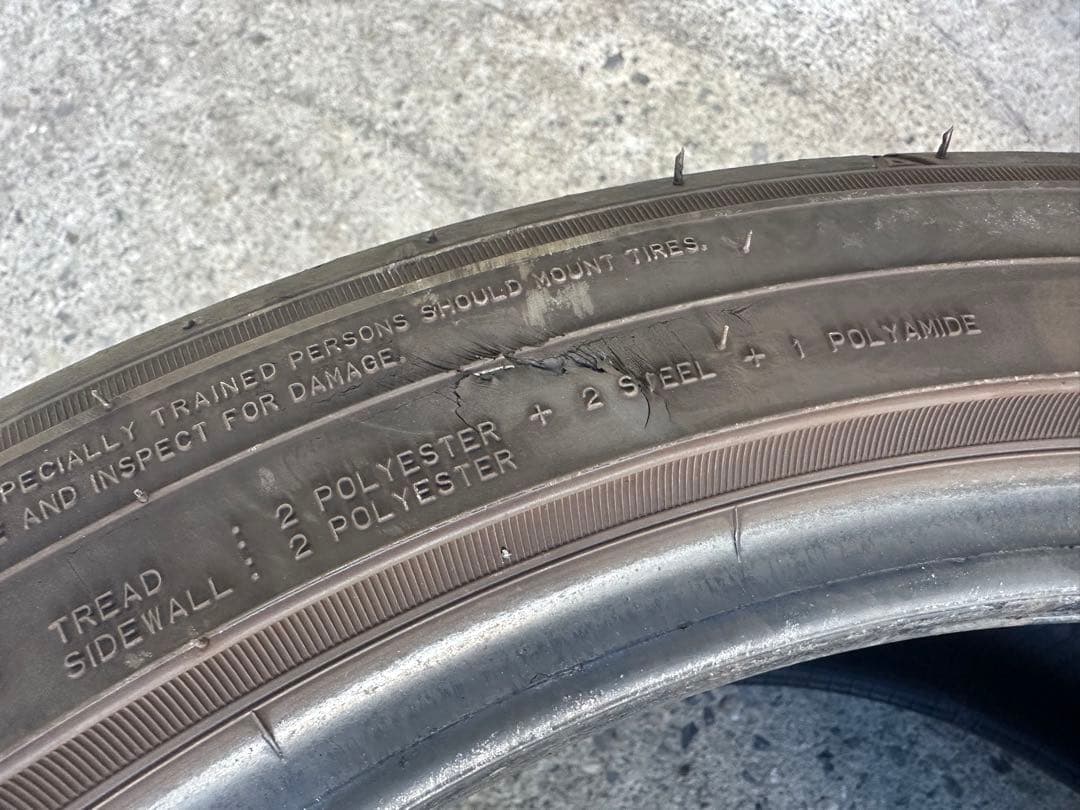 PECIALLY TRAINED PERSONS SHOULD MOUNT TIRES.
E AND INSPECT FOR DAMAGE.
TREAD : 2 POLYESTER + 2 STEEL + 1 POLYAMIDE
SIDEWALL : 2 POLYESTER